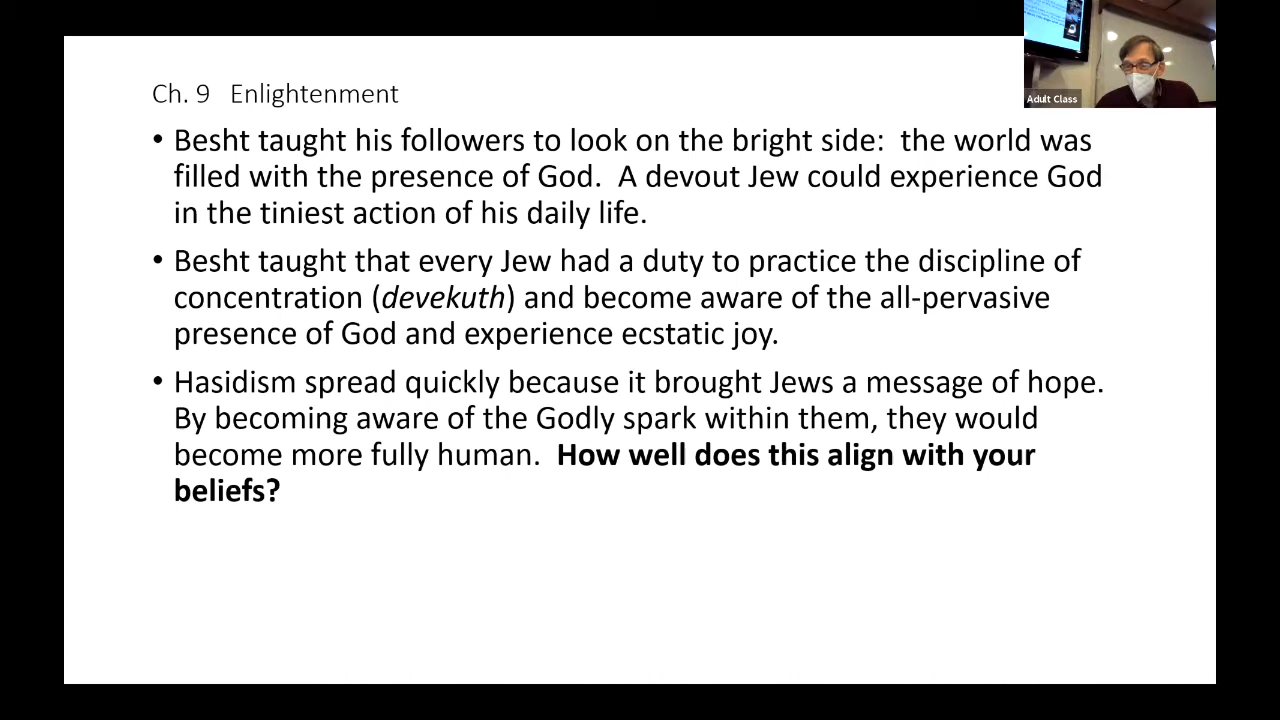 Ch. 9 Enlightenment
• Besht taught his followers to look on the bright side: the world was
filled with the presence of God. A devout Jew could experience God
in the tiniest action of his daily life.
• Besht taught that every Jew had a duty to practice the discipline of
concentration (devekuth) and become aware of the all-pervasive
presence of God and experience ecstatic joy.
• Hasidism spread quickly because it brought Jews a message of hope.
By becoming aware of the Godly spark within them, they would
become more fully human. How well does this align with your
beliefs?
Adult Class